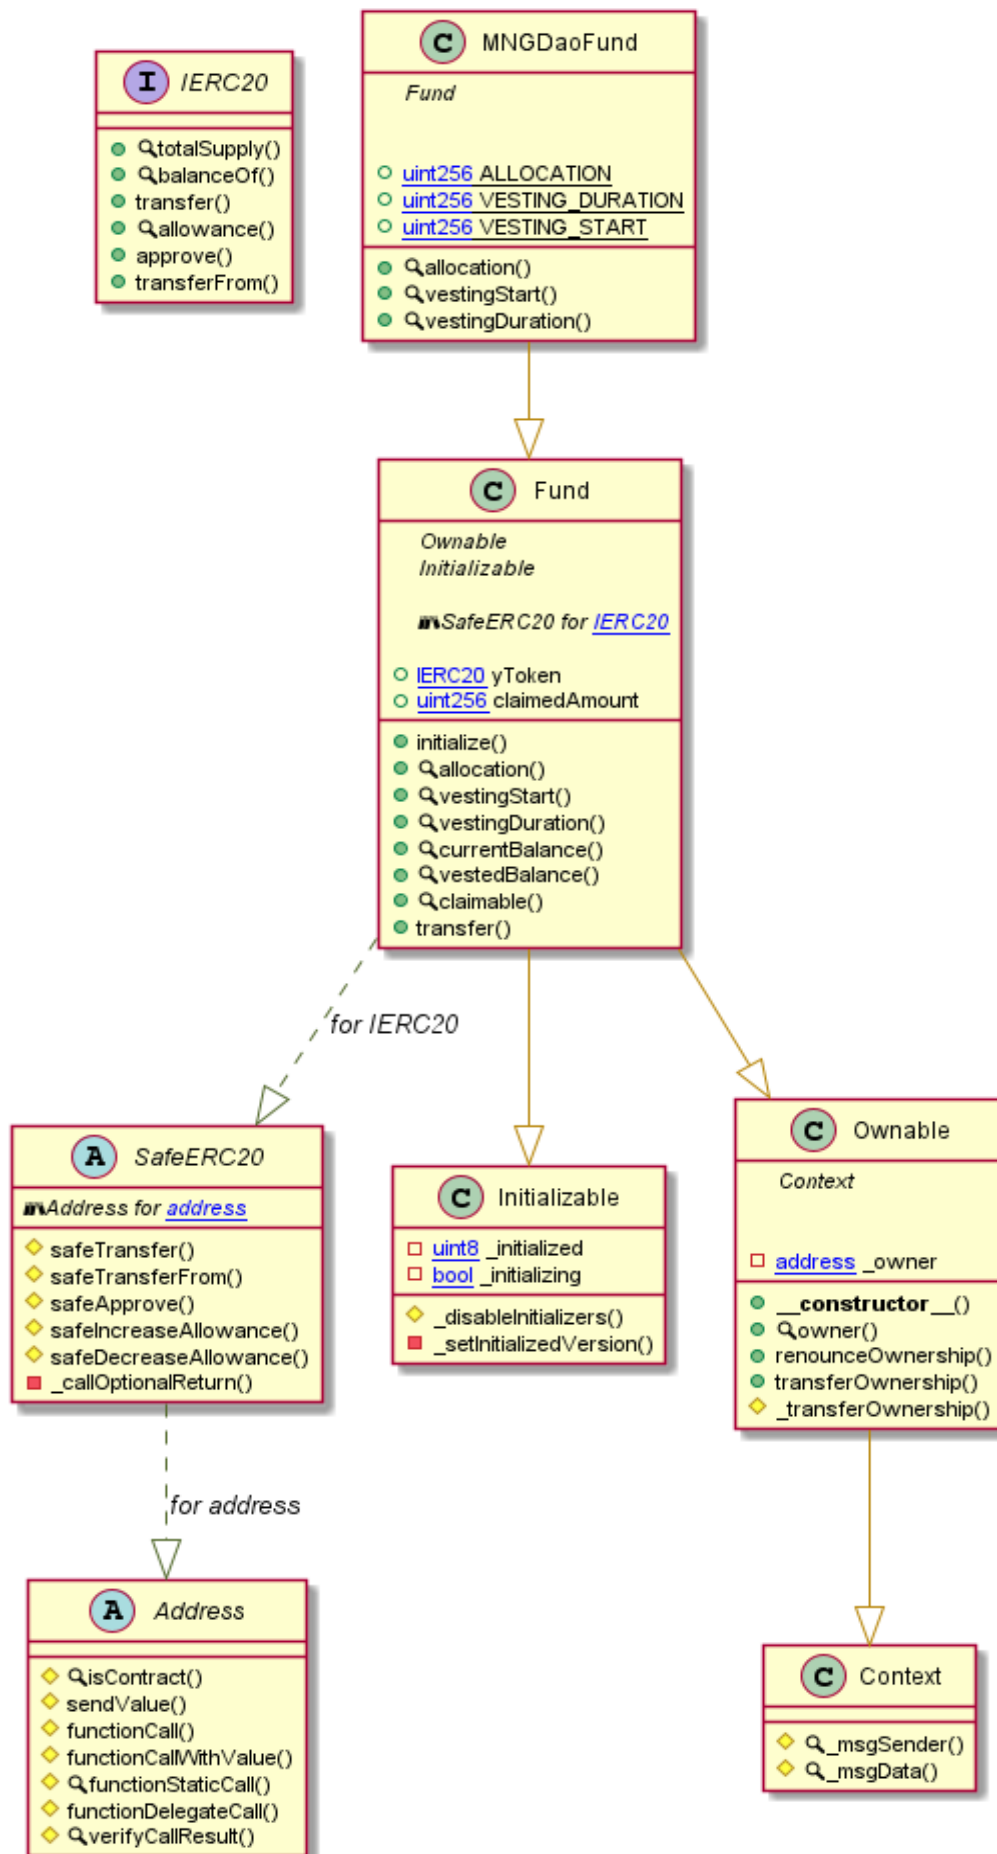 I IERC20
totalSupply()
balanceOf()
transfer()
allowance()
approve()
transferFrom()
C MNGDaoFund
Fund
uint256 ALLOCATION
uint256 VESTING_DURATION
uint256 VESTING_START
allocation()
vestingStart()
vestingDuration()
C Fund
Ownable
Initializable
SafeERC20 for IERC20
IERC20 yToken
uint256 claimedAmount
initialize()
allocation()
vestingStart()
vestingDuration()
currentBalance()
vestedBalance()
claimable()
transfer()
for IERC20
A SafeERC20
Address for address
safeTransfer()
safeTransferFrom()
safeApprove()
safeIncreaseAllowance()
safeDecreaseAllowance()
_callOptionalReturn()
C Initializable
uint8 _initialized
bool _initializing
_disableInitializers()
_setInitializedVersion()
C Ownable
Context
address _owner
__constructor__()
owner()
renounceOwnership()
transferOwnership()
_transferOwnership()
for address
A Address
isContract()
sendValue()
functionCall()
functionCallWithValue()
functionStaticCall()
functionDelegateCall()
verifyCallResult()
C Context
_msgSender()
_msgData()